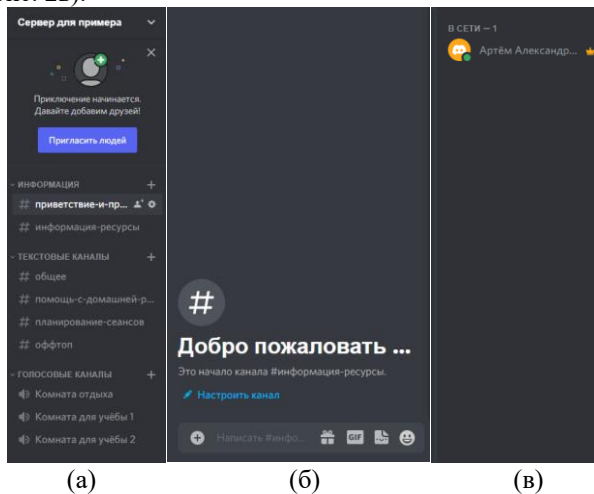 Сервер для примера
Приключение начинается.
Давайте добавим друзей!
Пригласить людей
ИНФОРМАЦИЯ
# приветствие-и-пр...
# информация-ресурсы
ТЕКСТОВЫЕ КАНАЛЫ
# общее
# помощь-с-домашней-р...
# планирование-сеансов
# оффтоп
ГОЛОСОВЫЕ КАНАЛЫ
Комната отдыха
Комната для учёбы 1
Комната для учёбы 2
#
Добро пожаловать ...
Это начало канала #информация-ресурсы.
Настроить канал
Написать #инфо...
GIF
В СЕТИ — 1
Артём Александр...
(а) (б) (в)